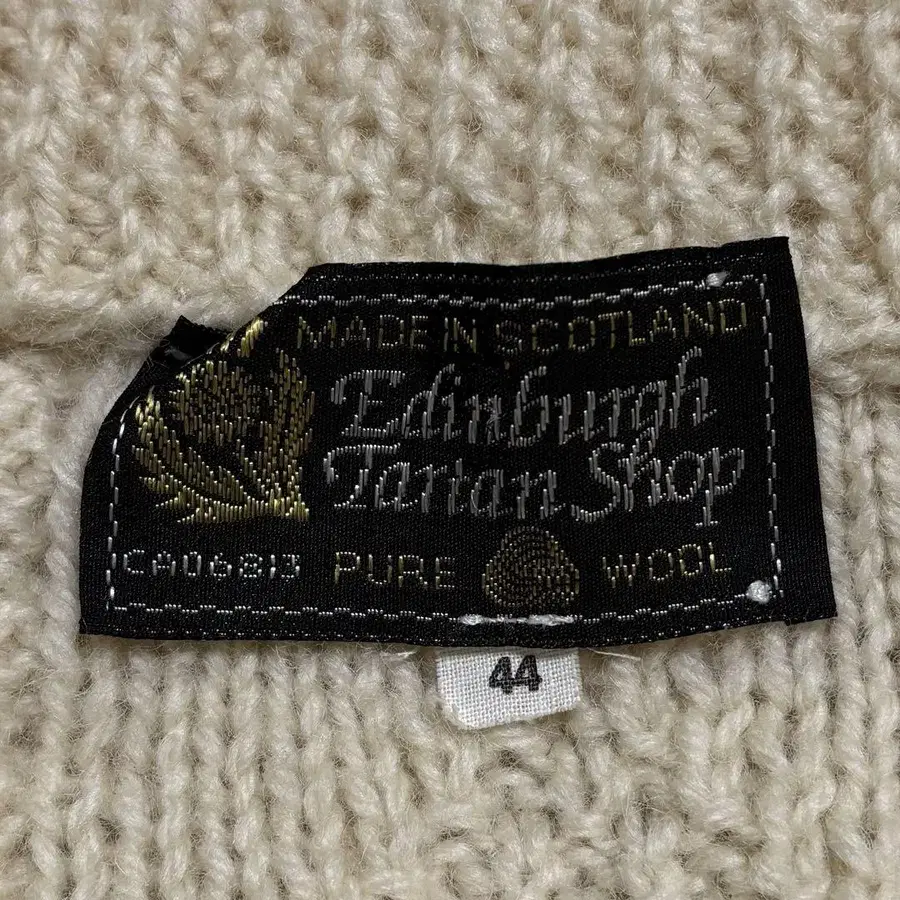 MADE IN SCOTLAND
Edinburgh
Tartan Shop
CA06813 PURE WOOL
44